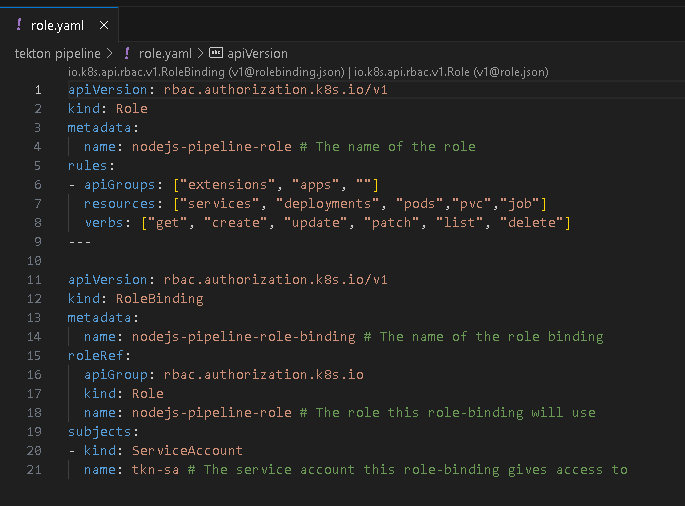 role.yaml
tekton pipeline > role.yaml > apiVersion
io.k8s.api.rbac.v1.RoleBinding (v1@rolebinding.json) | io.k8s.api.rbac.v1.Role (v1@role.json)
1 apiVersion: rbac.authorization.k8s.io/v1
2 kind: Role
3 metadata:
4   name: nodejs-pipeline-role # The name of the role
5 rules:
6 - apiGroups: ["extensions", "apps", ""]
7   resources: ["services", "deployments", "pods","pvc","job"]
8   verbs: ["get", "create", "update", "patch", "list", "delete"]
9 ---
10
11 apiVersion: rbac.authorization.k8s.io/v1
12 kind: RoleBinding
13 metadata:
14   name: nodejs-pipeline-role-binding # The name of the role binding
15 roleRef:
16   apiGroup: rbac.authorization.k8s.io
17   kind: Role
18   name: nodejs-pipeline-role # The role this role-binding will use
19 subjects:
20 - kind: ServiceAccount
21   name: tkn-sa # The service account this role-binding gives access to